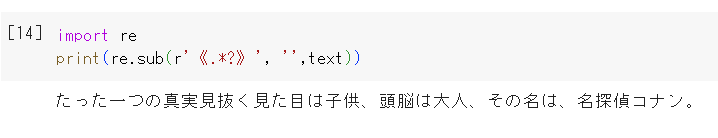 [14] import re
print(re.sub(r'《.*?》', '',text))
たった一つの真実見抜く見た目は子供、頭脳は大人、その名は、名探偵コナン。